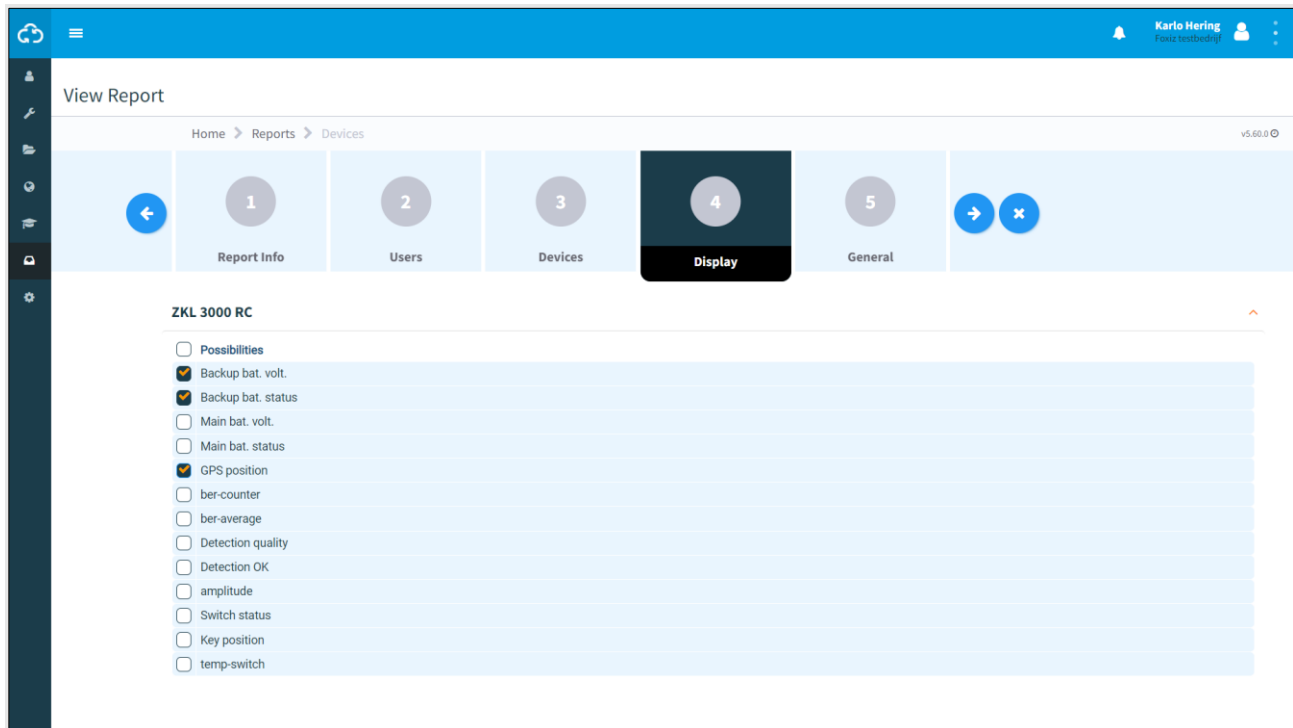 Karlo Hering
Foxiz testbedrijf
View Report
Home Reports Devices
v5.60.0
1 2 3 4 5
Report Info Users Devices Display General
ZKL 3000 RC
Possibilities
Backup bat. volt.
Backup bat. status
Main bat. volt.
Main bat. status
GPS position
ber-counter
ber-average
Detection quality
Detection OK
amplitude
Switch status
Key position
temp-switch